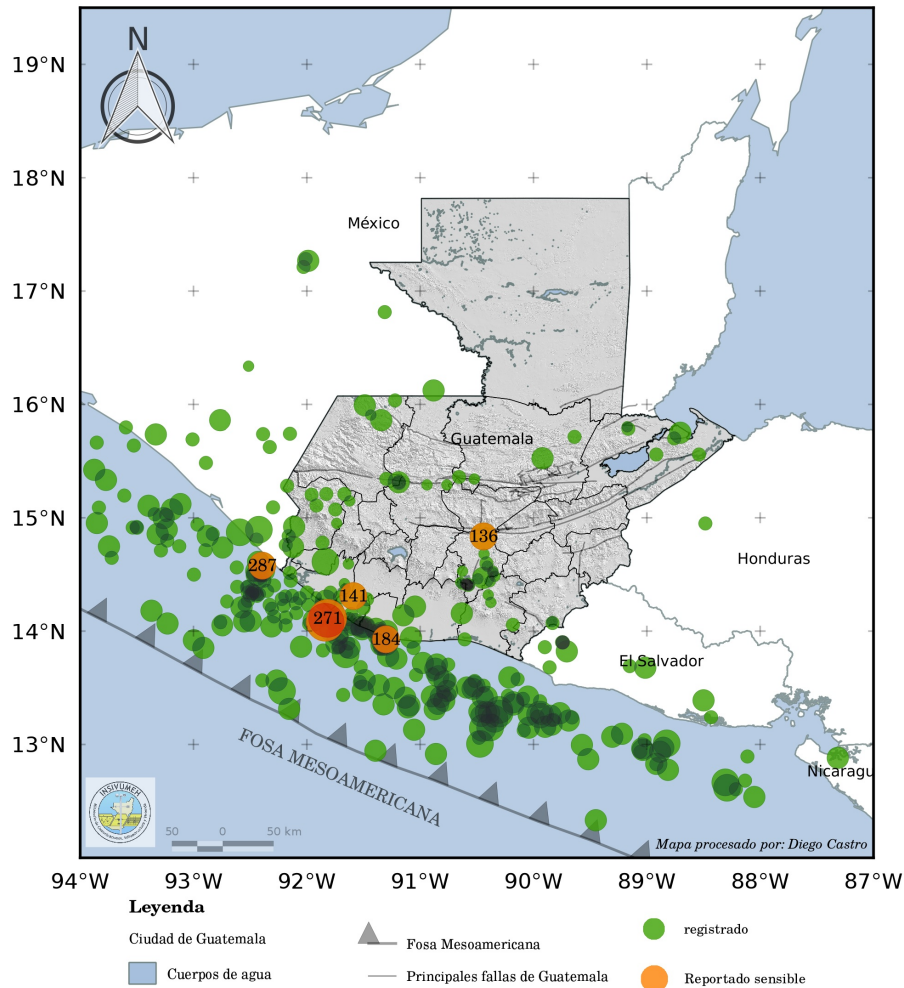 N
19°N
18°N
México
17°N
16°N
Guatemala
15°N
136
Honduras
287
141
271
14°N
184
El Salvador
13°N
FOSA MESOAMERICANA
Nicaragu
INSIVUMEH
50 0 50 km
Mapa procesado por: Diego Castro
94°W 93°W 92°W 91°W 90°W 89°W 88°W 87°W
Leyenda
Ciudad de Guatemala
Fosa Mesoamericana
registrado
Cuerpos de agua
Principales fallas de Guatemala
Reportado sensible